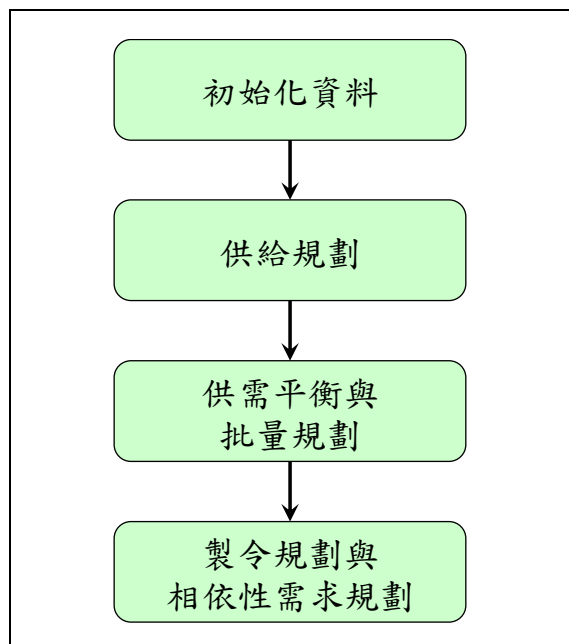 初始化資料
供給規劃
供需平衡與
批量規劃
製令規劃與
相依性需求規劃